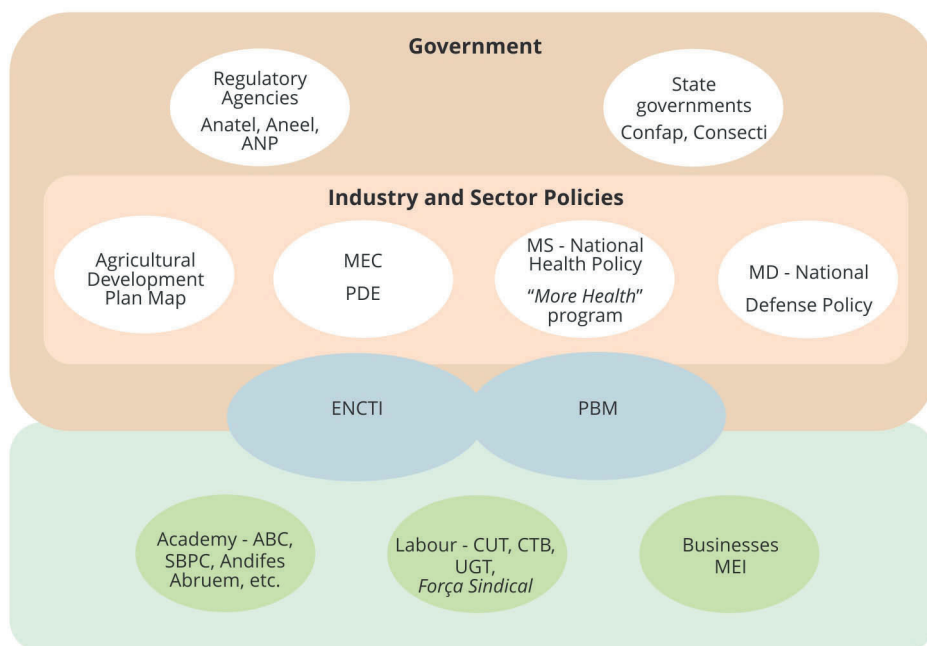 Government
Regulatory
Agencies
Anatel, Aneel,
ANP
State
governments
Confap, Consecti
Industry and Sector Policies
Agricultural
Development
Plan Map
MEC
PDE
MS - National
Health Policy
“More Health”
program
MD - National
Defense Policy
ENCTI
PBM
Academy - ABC,
SBPC, Andifes
Abruem, etc.
Labour - CUT, CTB,
UGT,
Força Sindical
Businesses
MEI